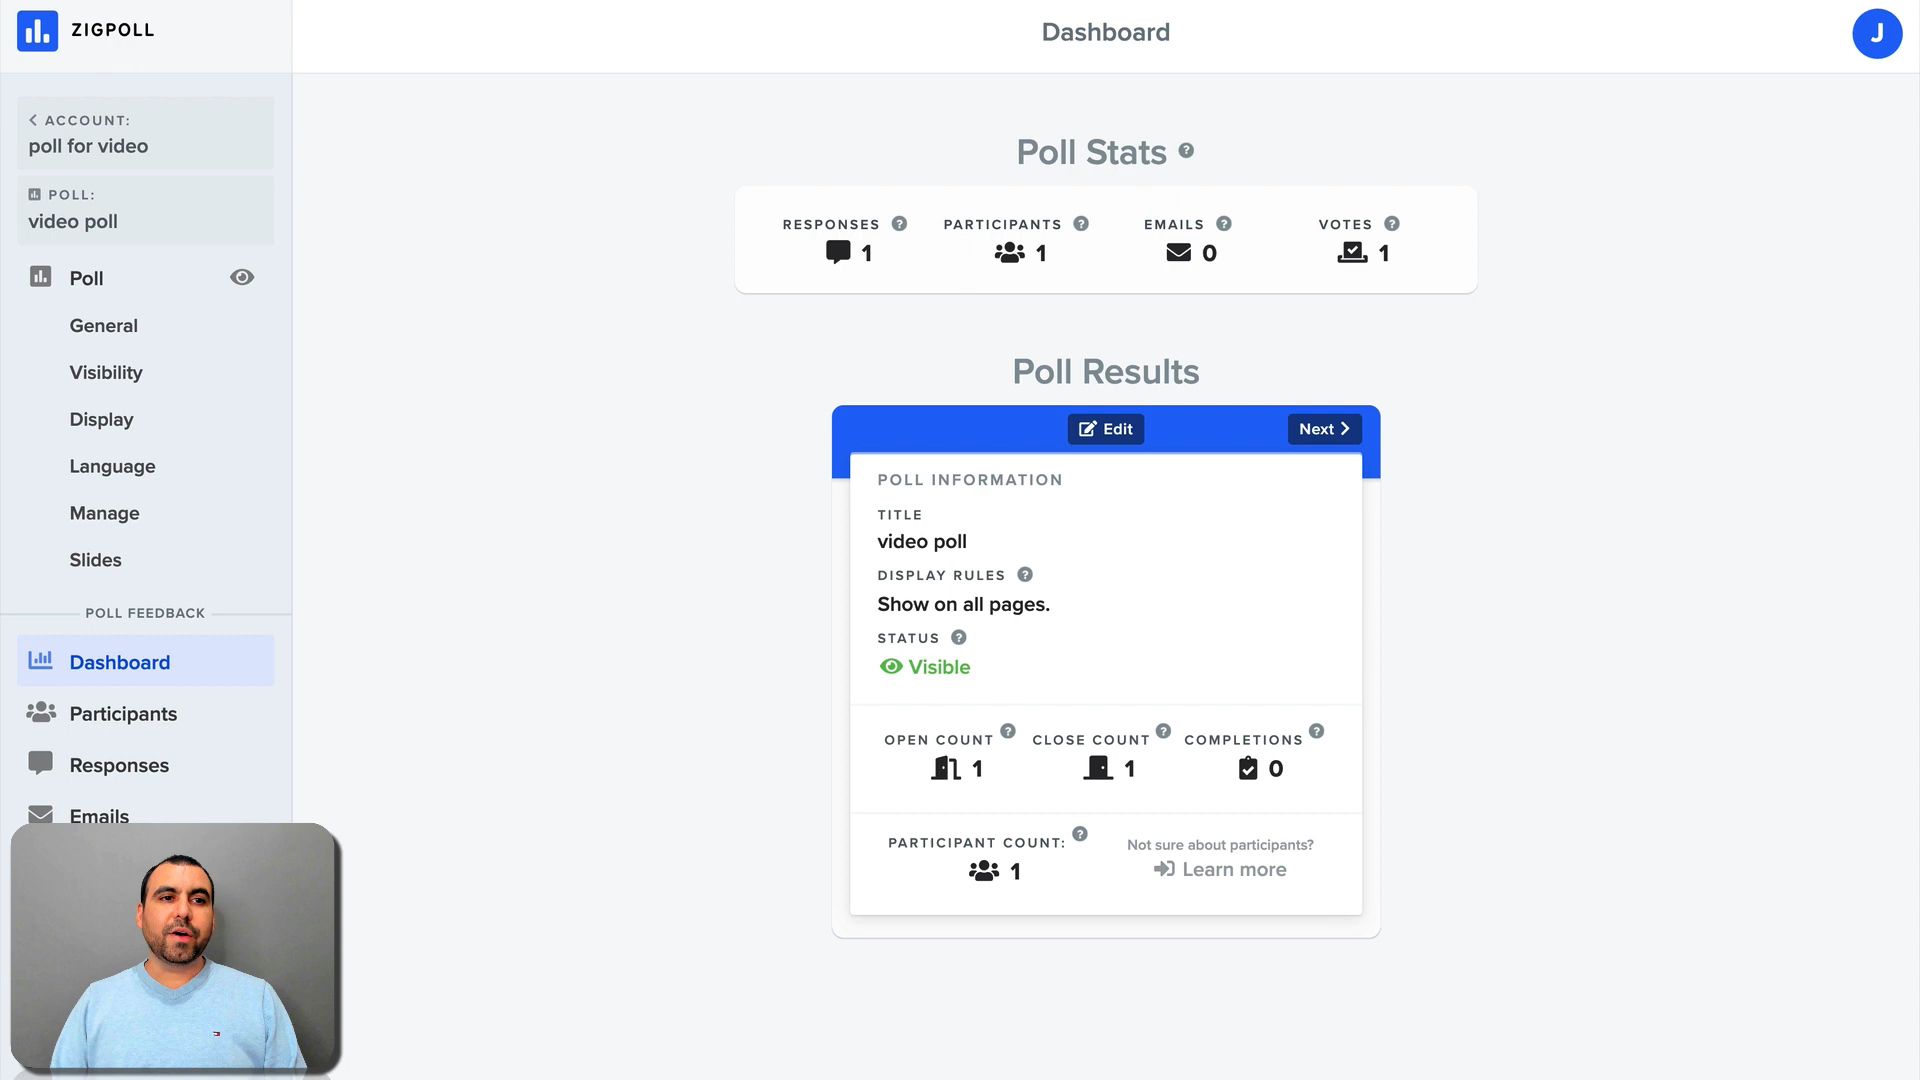 ZIGPOLL
Dashboard
J
ACCOUNT:
poll for video
POLL:
video poll
Poll
General
Visibility
Display
Language
Manage
Slides
POLL FEEDBACK
Dashboard
Participants
Responses
Emails
Poll Stats ?
RESPONSES ? PARTICIPANTS ? EMAILS ? VOTES ?
1 1 0 1
Poll Results
Edit Next
POLL INFORMATION
TITLE
video poll
DISPLAY RULES ?
Show on all pages.
STATUS ?
Visible
OPEN COUNT ? CLOSE COUNT ? COMPLETIONS ?
1 1 0
PARTICIPANT COUNT: ?
1
Not sure about participants?
Learn more